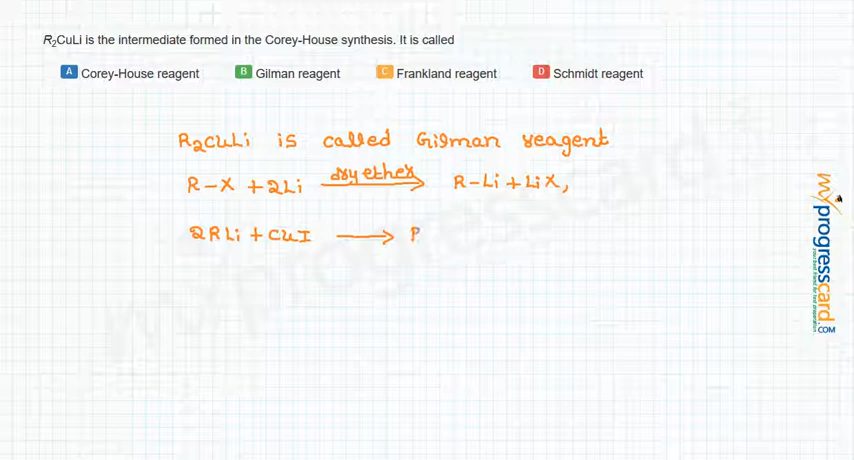 R₂CuLi is the intermediate formed in the Corey-House synthesis. It is called
A Corey-House reagent B Gilman reagent C Frankland reagent D Schmidt reagent
R₂CuLi is called Gilman reagent
R-X + 2Li dry ether → R-Li + LiX,
2RLi + CuI →
myprogresscard.COM